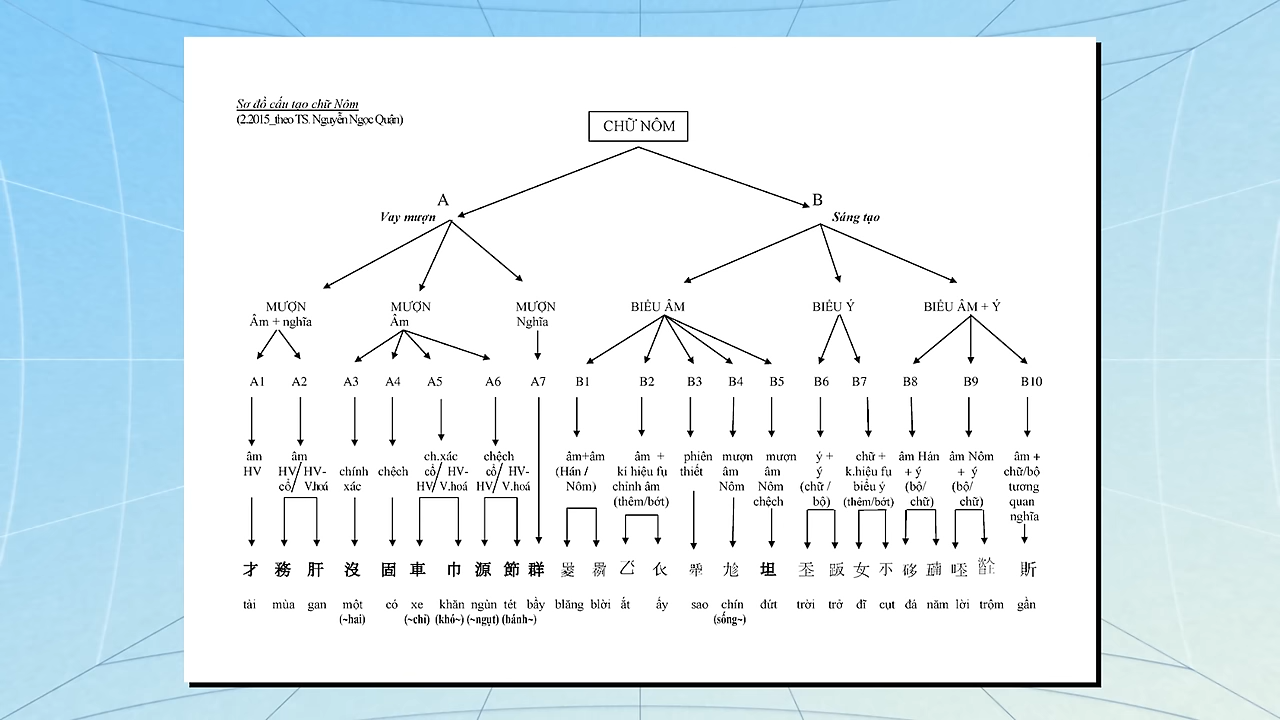 Sơ đồ cấu tạo chữ Nôm
(2.2015_theo TS. Nguyễn Ngọc Quận)
CHỮ NÔM
A B
Vay mượn Sáng tạo
MƯỢN MƯỢN MƯỢN BIỂU ÂM BIỂU Ý BIỂU ÂM + Ý
Âm + nghĩa Âm Nghĩa
A1 A2 A3 A4 A5 A6 A7 B1 B2 B3 B4 B5 B6 B7 B8 B9 B10
âm âm ch.xác chệch âm+âm âm + phiên mượn mượn ý + chữ + âm Hán âm Nôm âm +
HV HV/ HV- chính chệch cổ/ HV- cổ/ HV- (Hán / kí hiệu fụ thiết âm âm ý k.hiệu fụ + ý + ý chữ/bộ
cổ/ V.hoá xác HV/ V.hoá HV/ V.hoá Nôm) chỉnh âm Nôm Nôm (chữ / biểu ý (bộ/ (bộ/ tương
(thêm/bớt) chệch bộ) (thêm/bớt) chữ) chữ) quan
nghĩa
才 務 肝 沒 固 車 巾 源 節 群 衣 坦 女 不
tài mùa gan một có xe khăn ngùn tét bầy blăng blời ắt ấy sao chín đứt trời trở đĩ cụt đá năm lời trộm gần
(~hai) (~chỉ) (khó~) (~ngụt) (bánh~) (sống~)